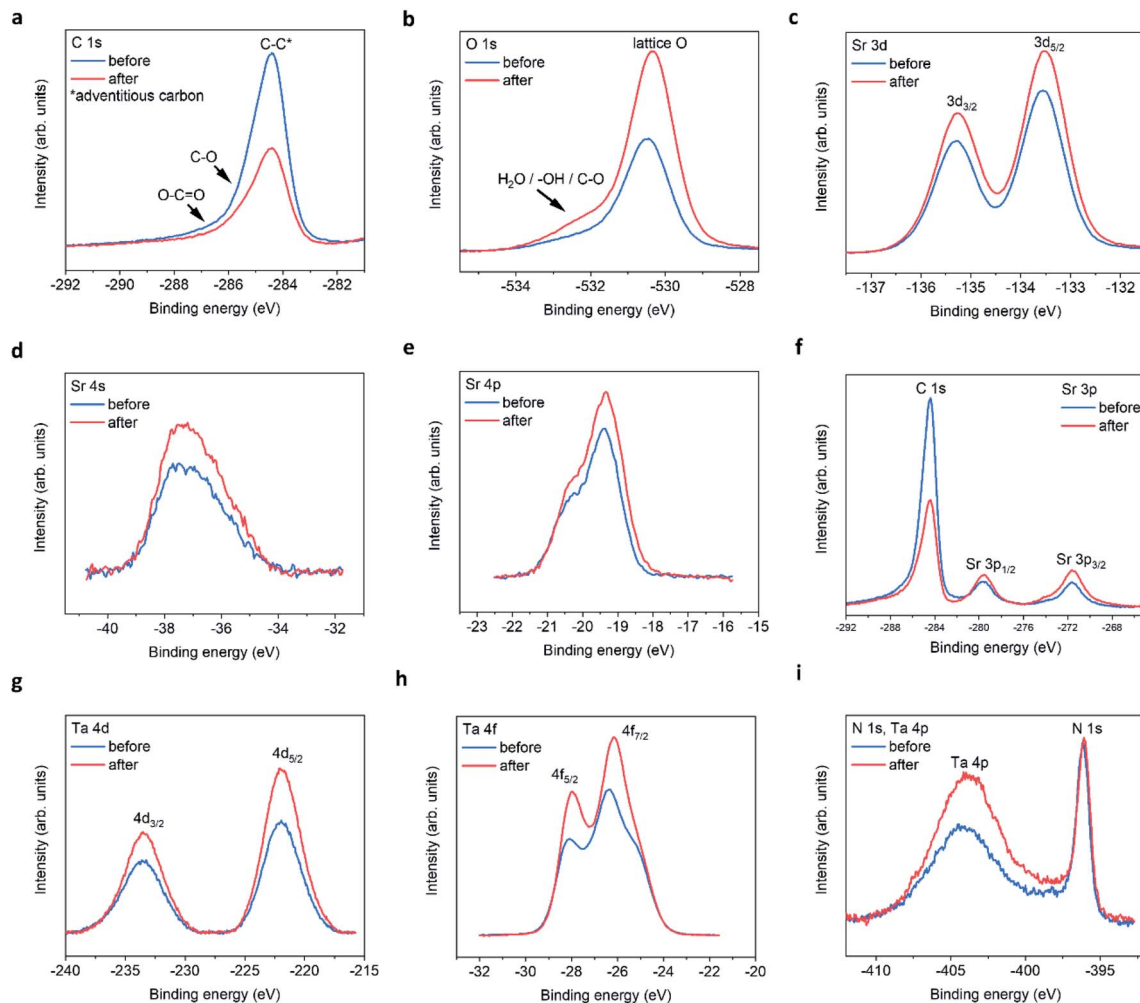 a
C 1s
before
after
*adventitious carbon
C-C*
C-O
O-C=O
Intensity (arb. units)
-292 -290 -288 -286 -284 -282
Binding energy (eV)
b
O 1s
before
after
lattice O
H₂O / -OH / C-O
Intensity (arb. units)
-534 -532 -530 -528
Binding energy (eV)
c
Sr 3d
before
after
3d₅/₂
3d₃/₂
Intensity (arb. units)
-137 -136 -135 -134 -133 -132
Binding energy (eV)
d
Sr 4s
before
after
Intensity (arb. units)
-40 -38 -36 -34 -32
Binding energy (eV)
e
Sr 4p
before
after
Intensity (arb. units)
-23 -22 -21 -20 -19 -18 -17 -16 -15
Binding energy (eV)
f
C 1s
Sr 3p
before
after
Sr 3p₁/₂
Sr 3p₃/₂
Intensity (arb. units)
-292 -288 -284 -280 -276 -272 -268
Binding energy (eV)
g
Ta 4d
before
after
4d₅/₂
4d₃/₂
Intensity (arb. units)
-240 -235 -230 -225 -220 -215
Binding energy (eV)
h
Ta 4f
before
after
4f₇/₂
4f₅/₂
Intensity (arb. units)
-32 -30 -28 -26 -24 -22 -20
Binding energy (eV)
i
N 1s, Ta 4p
before
after
N 1s
Ta 4p
Intensity (arb. units)
-410 -405 -400 -395
Binding energy (eV)